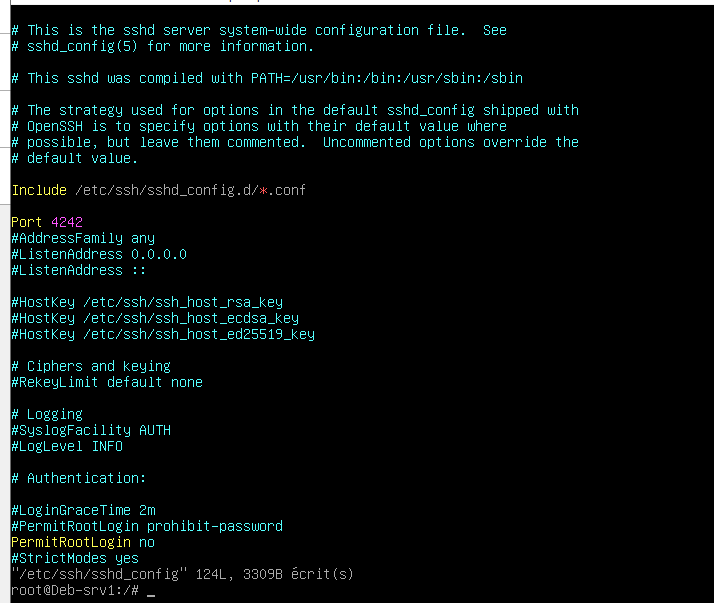 # This is the sshd server system-wide configuration file.  See
# sshd_config(5) for more information.
# This sshd was compiled with PATH=/usr/bin:/bin:/usr/sbin:/sbin
# The strategy used for options in the default sshd_config shipped with
# OpenSSH is to specify options with their default value where
# possible, but leave them commented.  Uncommented options override the
# default value.
Include /etc/ssh/sshd_config.d/*.conf
Port 4242
#AddressFamily any
#ListenAddress 0.0.0.0
#ListenAddress ::
#HostKey /etc/ssh/ssh_host_rsa_key
#HostKey /etc/ssh/ssh_host_ecdsa_key
#HostKey /etc/ssh/ssh_host_ed25519_key
# Ciphers and keying
#RekeyLimit default none
# Logging
#SyslogFacility AUTH
#LogLevel INFO
# Authentication:
#LoginGraceTime 2m
#PermitRootLogin prohibit-password
PermitRootLogin no
#StrictModes yes
"/etc/ssh/sshd_config" 124L, 3309B écrit(s)
root@Deb-srv1:/# _